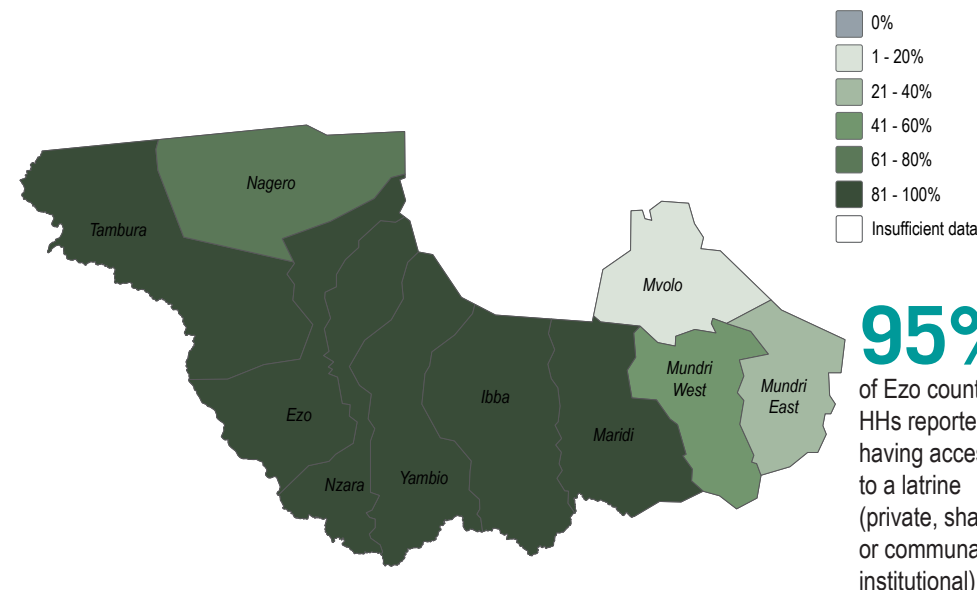 0%
1 - 20%
21 - 40%
41 - 60%
61 - 80%
81 - 100%
Insufficient data
Nagero
Tambura
Mvolo
Mundri
West
Mundri
East
Ibba
Ezo
Maridi
Yambio
Nzara
95%
of Ezo count
HHs reporte
having acces
to a latrine
(private, sha
or communa
institutional)